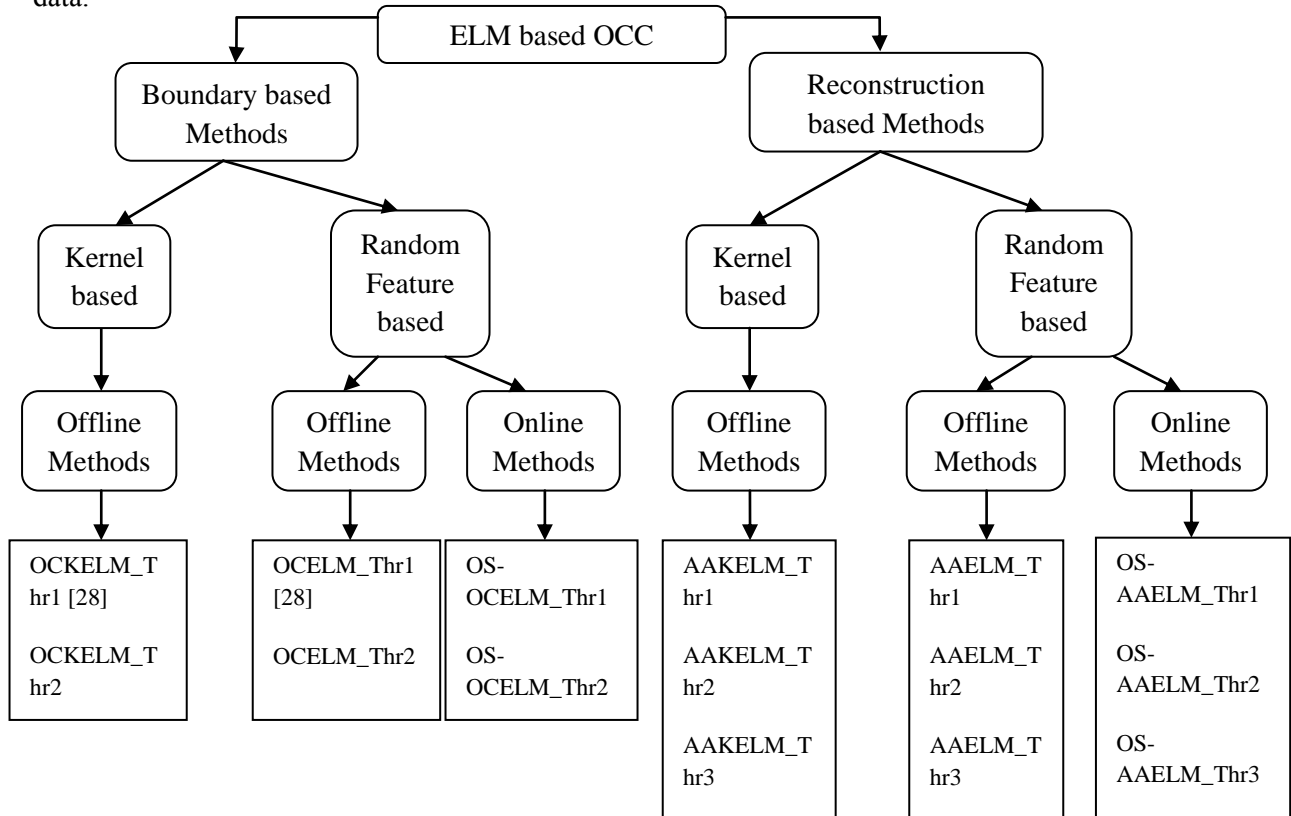 data.
ELM based OCC
Boundary based
Methods
Reconstruction
based Methods
Kernel
based
Random
Feature
based
Kernel
based
Random
Feature
based
Offline
Methods
Offline
Methods
Online
Methods
Offline
Methods
Offline
Methods
Online
Methods
OCKELM_T
hr1 [28]
OCKELM_T
hr2
OCELM_Thr1
[28]
OCELM_Thr2
OS-
OCELM_Thr1
OS-
OCELM_Thr2
AAKELM_T
hr1
AAKELM_T
hr2
AAKELM_T
hr3
AAELM_T
hr1
AAELM_T
hr2
AAELM_T
hr3
OS-
AAELM_Thr1
OS-
AAELM_Thr2
OS-
AAELM_Thr3